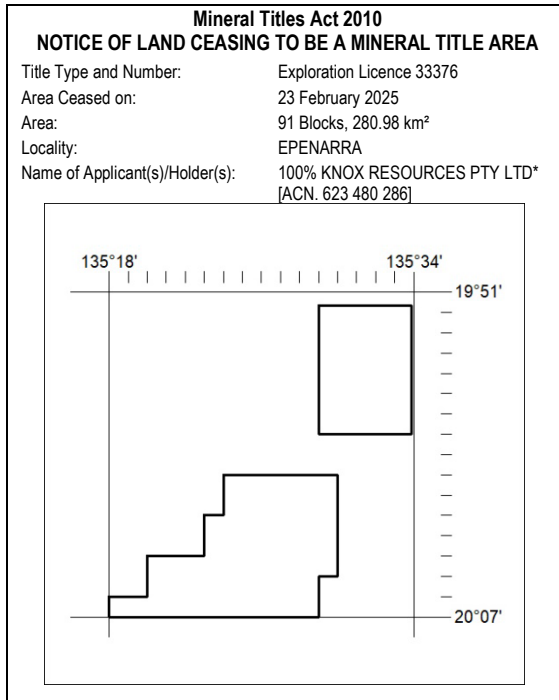 Mineral Titles Act 2010
NOTICE OF LAND CEASING TO BE A MINERAL TITLE AREA
Title Type and Number: Exploration Licence 33376
Area Ceased on: 23 February 2025
Area: 91 Blocks, 280.98 km²
Locality: EPENARRA
Name of Applicant(s)/Holder(s): 100% KNOX RESOURCES PTY LTD*
[ACN. 623 480 286]
135°18' 135°34'
19°51'
20°07'